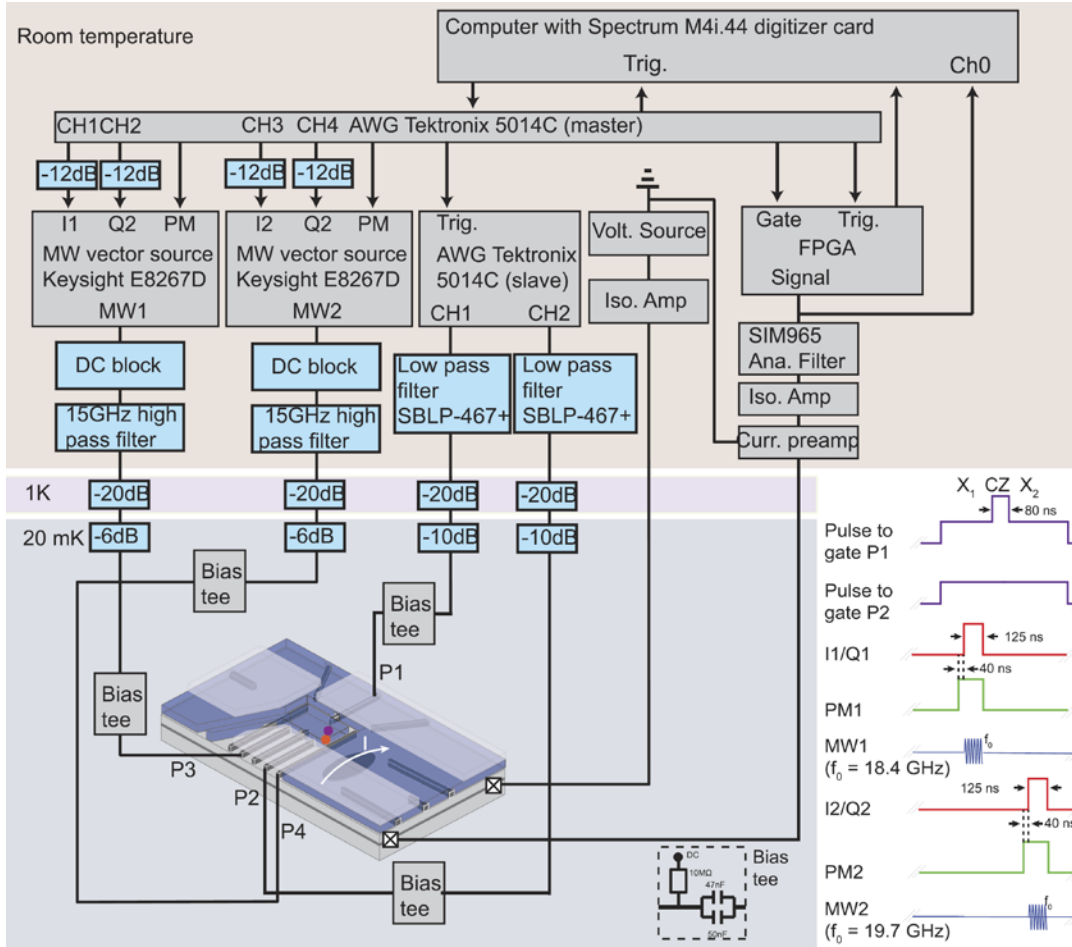 Room temperature
Computer with Spectrum M4i.44 digitizer card
Trig.
Ch0
CH1CH2
CH3
CH4
AWG Tektronix 5014C (master)
-12dB
-12dB
-12dB
-12dB
I1
Q2
PM
MW vector source
Keysight E8267D
MW1
I2
Q2
PM
MW vector source
Keysight E8267D
MW2
Trig.
AWG Tektronix
5014C (slave)
CH1
CH2
Volt. Source
Iso. Amp
Gate
Trig.
FPGA
Signal
SIM965
Ana. Filter
Iso. Amp
Curr. preamp
DC block
15GHz high
pass filter
DC block
15GHz high
pass filter
Low pass
filter
SBLP-467+
Low pass
filter
SBLP-467+
1K
-20dB
-20dB
-20dB
-20dB
20 mK
-6dB
-6dB
-10dB
-10dB
Bias
tee
Bias
tee
Bias
tee
Bias
tee
P1
P3
P2
P4
I
DC
10MΩ
47nF
50nF
Bias
tee
X1 CZ X2
80 ns
Pulse to
gate P1
Pulse to
gate P2
I1/Q1
125 ns
40 ns
PM1
MW1
f0
(f0 = 18.4 GHz)
125 ns
I2/Q2
40 ns
PM2
MW2
f0
(f0 = 19.7 GHz)